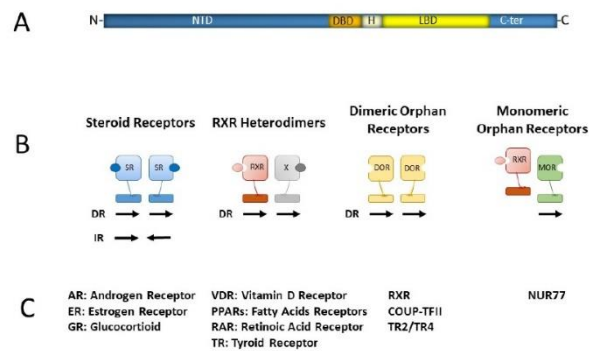 A
N- NTD DBD H LBD C-ter -C
B
Steroid Receptors
RXR Heterodimers
Dimeric Orphan
Receptors
Monomeric
Orphan Receptors
SR SR
RXR X
DOR DOR
RXR MOR
DR
DR
DR
IR
C
AR: Androgen Receptor
ER: Estrogen Receptor
GR: Glucocortioid
VDR: Vitamin D Receptor
PPARs: Fatty Acids Receptors
RAR: Retinoic Acid Receptor
TR: Tyroid Receptor
RXR
COUP-TFII
TR2/TR4
NUR77